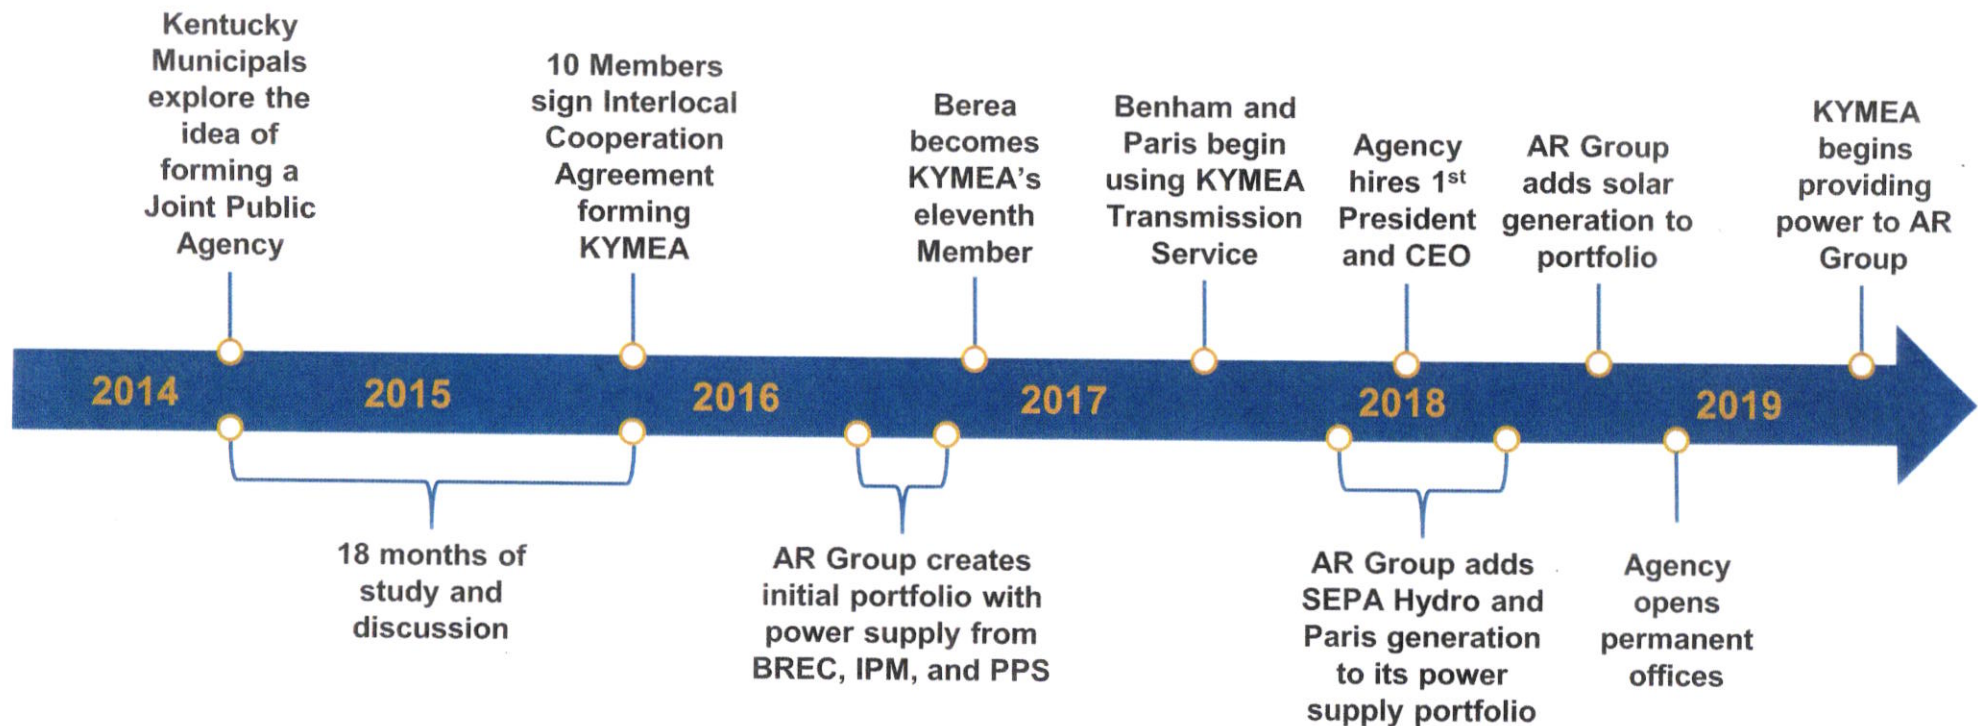 Kentucky
Municipals
explore the
idea of
forming a
Joint Public
Agency
10 Members
sign Interlocal
Cooperation
Agreement
forming
KYMEA
Berea
becomes
KYMEA's
eleventh
Member
Benham and
Paris begin
using KYMEA
Transmission
Service
Agency
hires 1st
President
and CEO
AR Group
adds solar
generation to
portfolio
KYMEA
begins
providing
power to AR
Group
2014 2015 2016 2017 2018 2019
18 months of
study and
discussion
AR Group creates
initial portfolio with
power supply from
BREC, IPM, and PPS
AR Group adds
SEPA Hydro and
Paris generation
to its power
supply portfolio
Agency
opens
permanent
offices